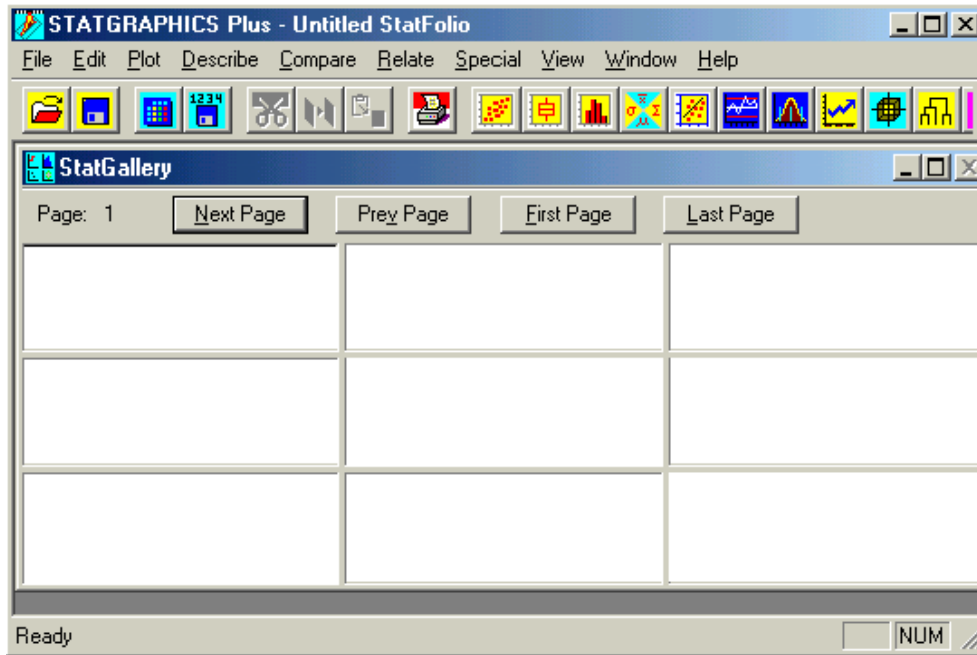 STATGRAPHICS Plus - Untitled StatFolio
File Edit Plot Describe Compare Relate Special View Window Help
1234
StatGallery
Page: 1 Next Page Prev Page First Page Last Page
Ready NUM